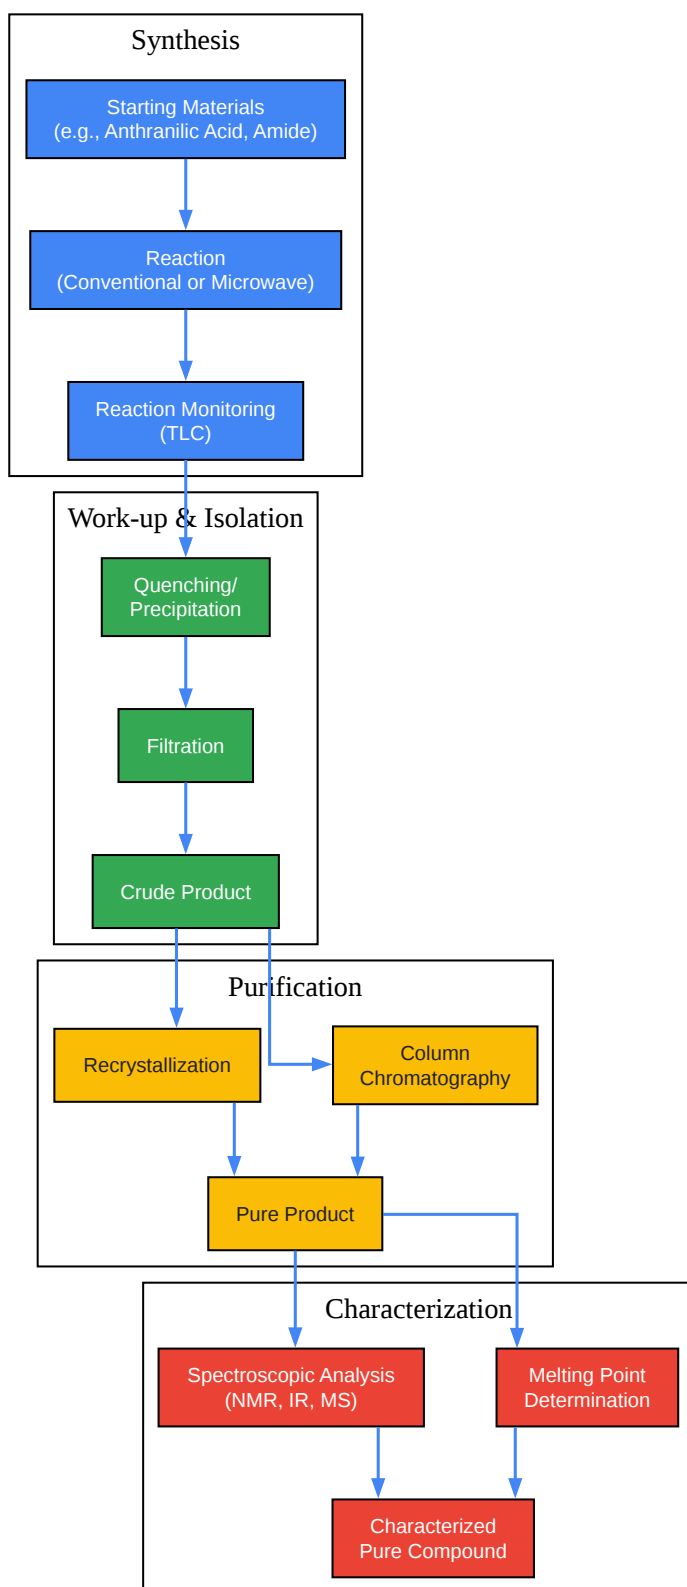 Synthesis
Starting Materials
(e.g., Anthranilic Acid, Amide)
Reaction
(Conventional or Microwave)
Reaction Monitoring
(TLC)
Work-up & Isolation
Quenching/
Precipitation
Filtration
Crude Product
Purification
Recrystallization
Column
Chromatography
Pure Product
Characterization
Spectroscopic Analysis
(NMR, IR, MS)
Melting Point
Determination
Characterized
Pure Compound